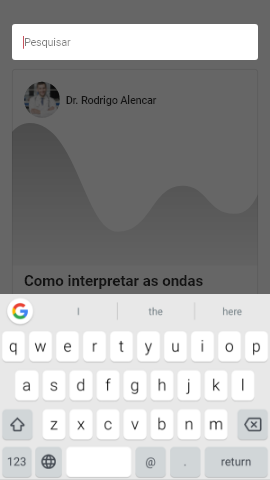 Pesquisar
Dr. Rodrigo Alencar
Como interpretar as ondas
I the here
q w e r t y u i o p
a s d f g h j k l
z x c v b n m
123 @ . return